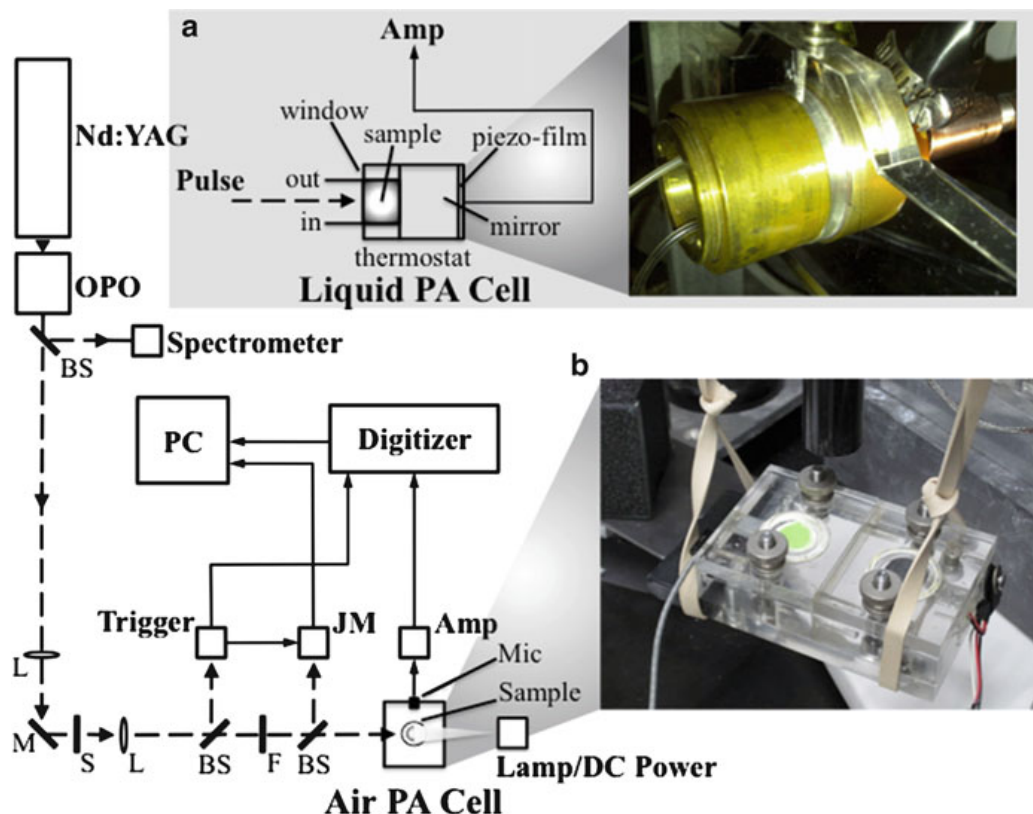 a
Amp
Nd:YAG
window
sample
piezo-film
Pulse
out
in
mirror
thermostat
Liquid PA Cell
OPO
BS
Spectrometer
b
PC
Digitizer
Trigger
JM
Amp
Mic
Sample
L
M
S
L
BS
F
BS
Lamp/DC Power
Air PA Cell